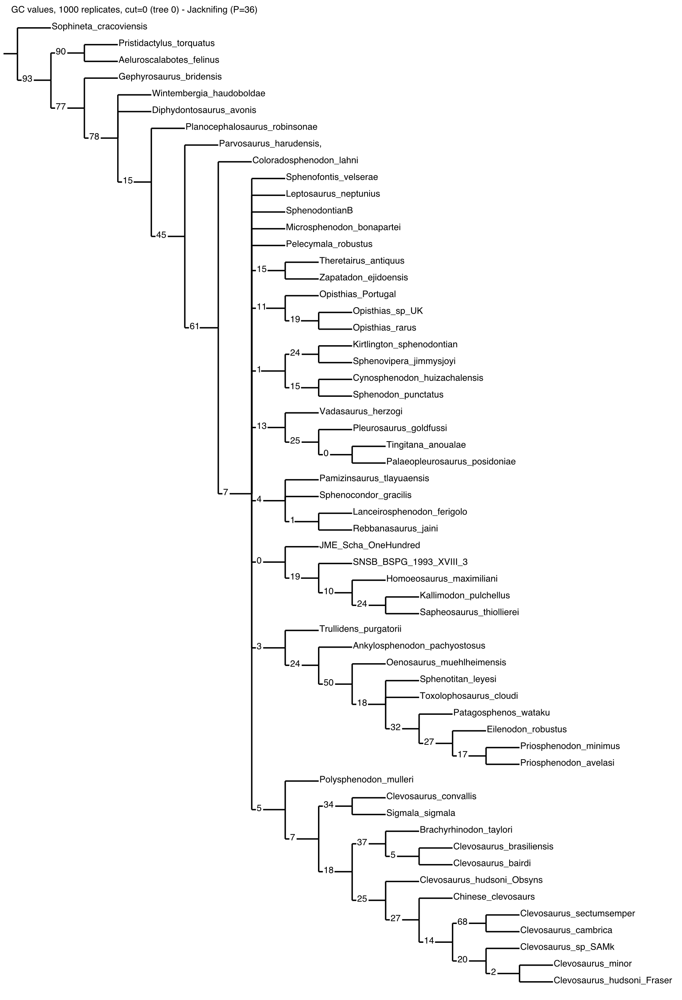 GC values, 1000 replicates, cut=0 (tree 0) - Jacknifing (P=36)
Sophineta_cracoviensis
Pristidactylus_torquatus
90
Aeluroscalabotes_felinus
Gephyrosaurus_bridensis
93
Wintembergia_haudoboldae
77
Diphydontosaurus_avonis
Planocephalosaurus_robinsonae
78
Parvosaurus_harudensis,
Coloradosphenodon_lahni
Sphenofontis_velserae
15
Leptosaurus_neptunius
SphenodontianB
Microsphenodon_bonapartei
45
Pelecymala_robustus
Theretairus_antiquus
15
Zapatadon_ejidoensis
Opisthias_Portugal
11
Opisthias_sp_UK
19
61
Opisthias_rarus
Kirtlington_sphenodontian
24
Sphenovipera_jimmysjoyi
1
Cynosphenodon_huizachalensis
15
Sphenodon_punctatus
Vadasaurus_herzogi
13
Pleurosaurus_goldfussi
25
Tingitana_anoualae
0
Palaeopleurosaurus_posidoniae
Pamizinsaurus_tlayuaensis
7
Sphenocondor_gracilis
4
Lanceirosphenodon_ferigolo
1
Rebbanasaurus_jaini
JME_Scha_OneHundred
0
SNSB_BSPG_1993_XVIII_3
19
Homoeosaurus_maximiliani
10
Kallimodon_pulchellus
24
Sapheosaurus_thiollierei
Trullidens_purgatorii
3
Ankylosphenodon_pachyostosus
24
Oenosaurus_muehlheimensis
50
Sphenotitan_leyesi
Toxolophosaurus_cloudi
18
Patagosphenos_wataku
32
Eilenodon_robustus
27
Priosphenodon_minimus
17
Priosphenodon_avelasi
Polysphenodon_mulleri
Clevosaurus_convallis
34
5
Sigmala_sigmala
Brachyrhinodon_taylori
7
37
Clevosaurus_brasiliensis
5
Clevosaurus_bairdi
18
Clevosaurus_hudsoni_Obsyns
Chinese_clevosaurs
25
Clevosaurus_sectumsemper
27
68
Clevosaurus_cambrica
14
Clevosaurus_sp_SAMk
20
Clevosaurus_minor
2
Clevosaurus_hudsoni_Fraser